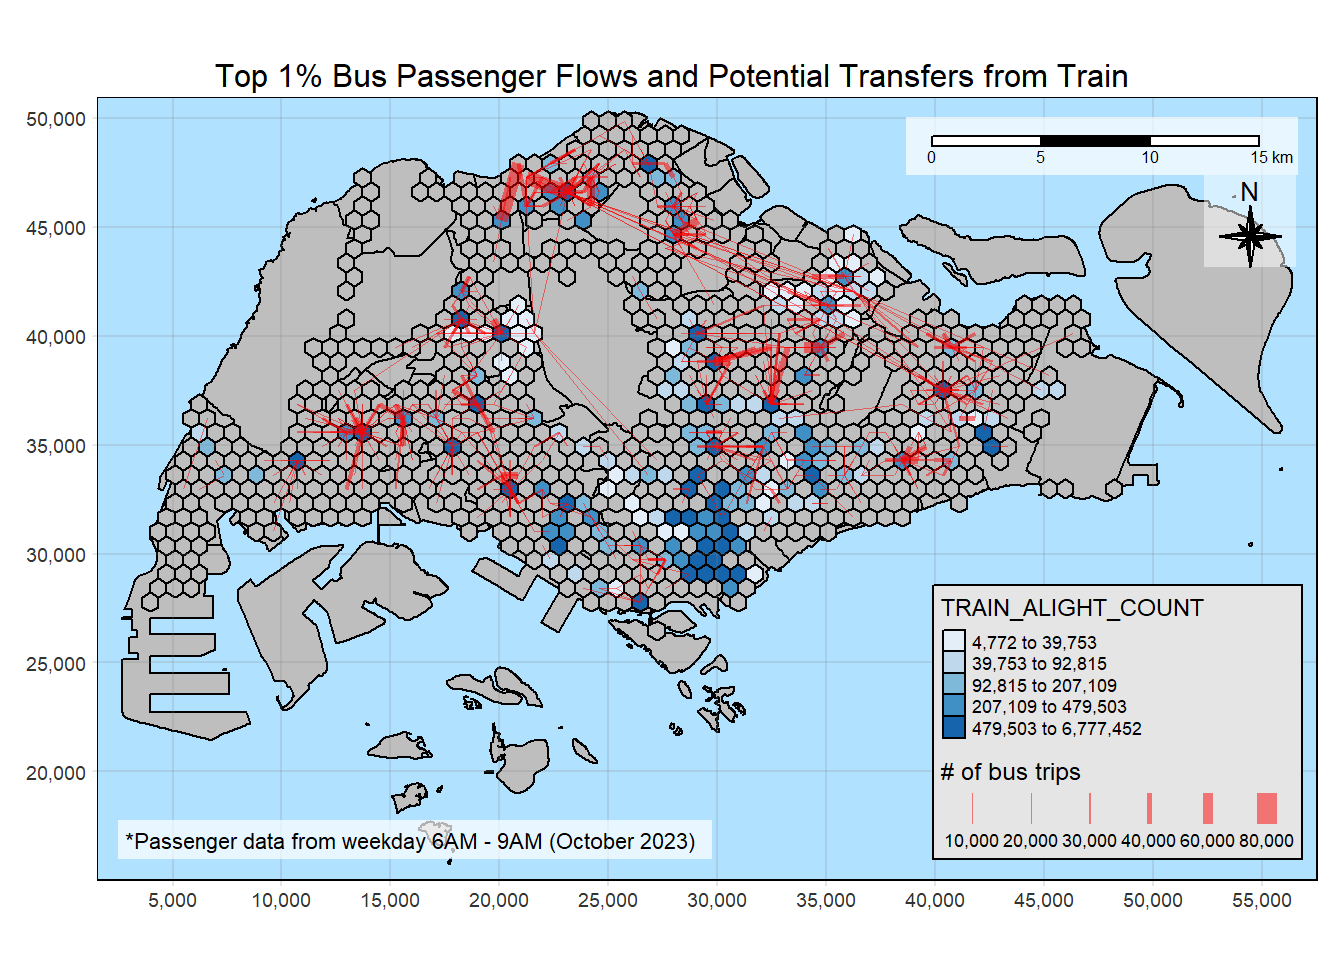 Top 1% Bus Passenger Flows and Potential Transfers from Train
50,000
45,000
40,000
35,000
30,000
25,000
20,000
0 5 10 15 km
N
TRAIN_ALIGHT_COUNT
4,772 to 39,753
39,753 to 92,815
92,815 to 207,109
207,109 to 479,503
479,503 to 6,777,452
# of bus trips
10,000 20,000 30,000 40,000 60,000 80,000
*Passenger data from weekday 6AM - 9AM (October 2023)
5,000 10,000 15,000 20,000 25,000 30,000 35,000 40,000 45,000 50,000 55,000